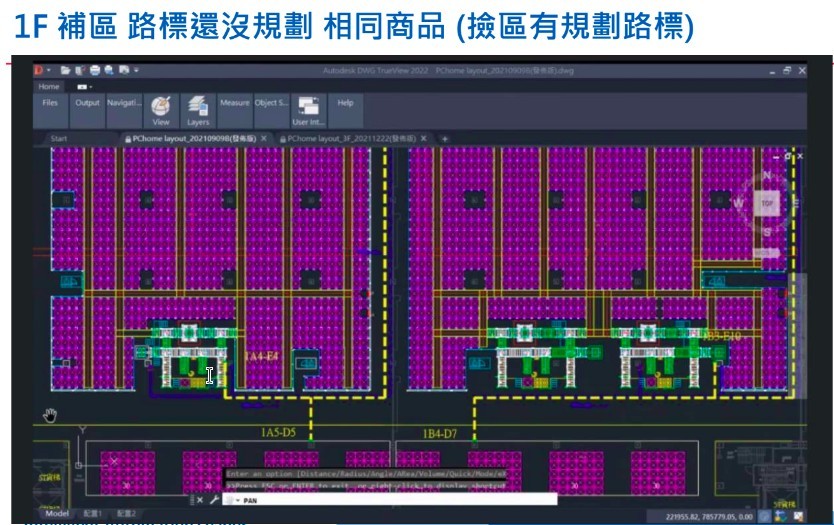 1F 補區 路標還沒規劃 相同商品 (撿區有規劃路標)
Autodesk DWG TrueView 2022 PChome layout_20210909B(發佈版).dwg
Home
Files Output Navigati... View Layers Measure Object S... User Int... Help
Start PChome layout_20210909B(發佈版) PChome layout_3F_20211222(發佈版)
N
W TOP E
S
1B3-E10
1A4-E4
1A5-D5 1B4-D7
Y
X
Enter an option [Distance/Radius/Angle/ARea/Volume/Quick/Mode/eX
Press ESC or ENTER to exit, or right-click to display shortcut
PAN
Model 配置1 配置2
221955.82, 785779.05, 0.00